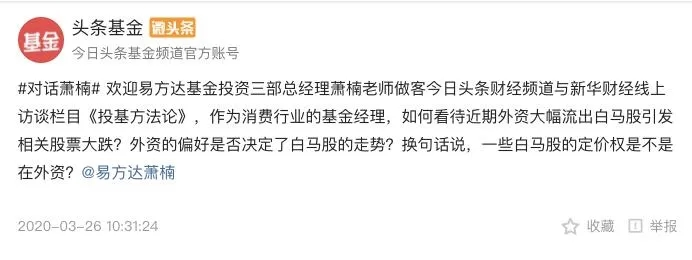 基金
头条基金 微头条
今日头条基金频道官方账号
#对话萧楠# 欢迎易方达基金投资三部总经理萧楠老师做客今日头条财经频道与新华财经线上
访谈栏目《投基方法论》，作为消费行业的基金经理，如何看待近期外资大幅流出白马股引发
相关股票大跌？外资的偏好是否决定了白马股的走势？换句话说，一些白马股的定价权是不是
在外资？@易方达萧楠
2020-03-26 10:31:24 收藏 举报